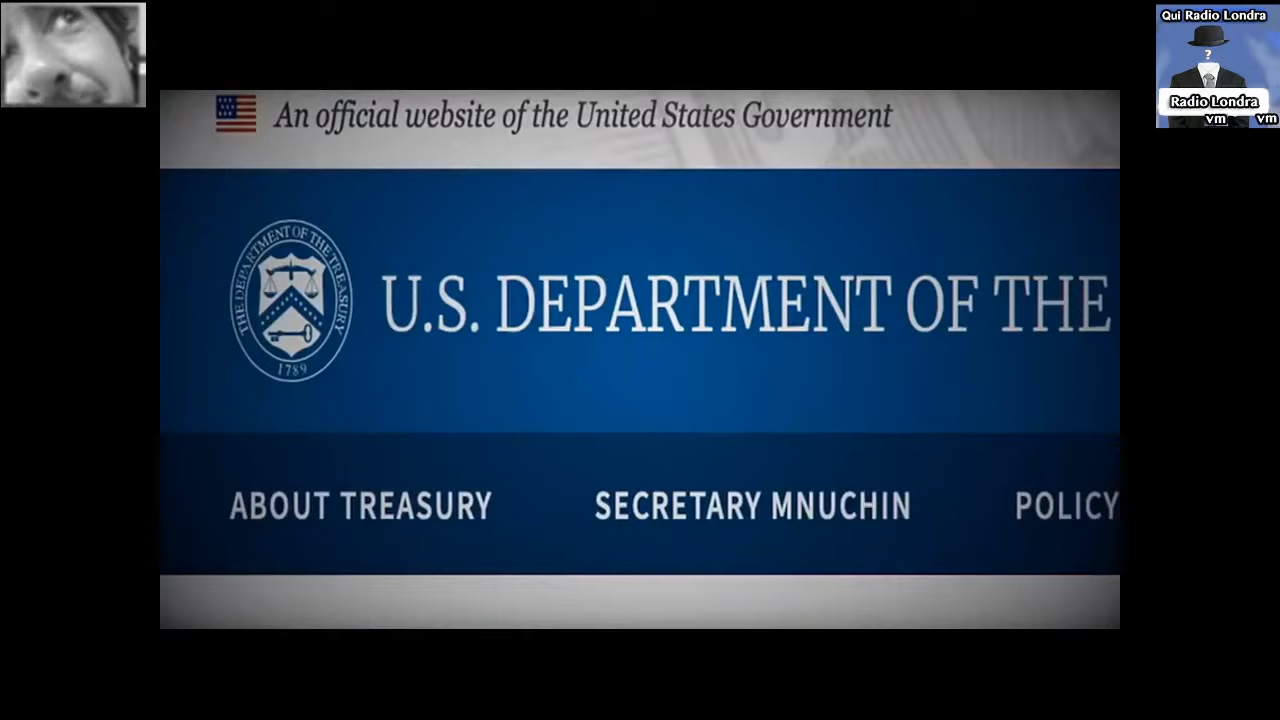 Qui Radio Londra
?
Radio Londra
vm
vm
An official website of the United States Government
THE DEPARTMENT OF THE TREASURY
1789
U.S. DEPARTMENT OF THE
ABOUT TREASURY
SECRETARY MNUCHIN
POLICY